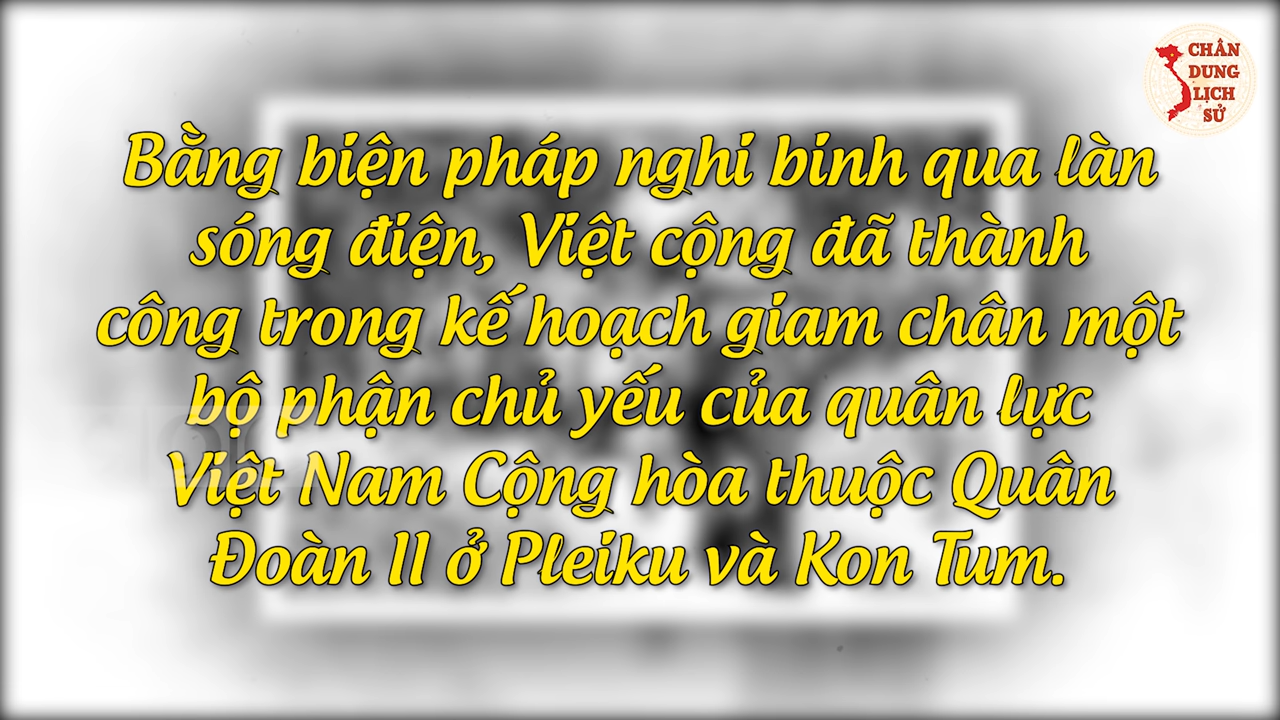 CHÂN
DUNG
LỊCH
SỬ
Bằng biện pháp nghi binh qua làn
sóng điện, Việt cộng đã thành
công trong kế hoạch giam chân một
bộ phận chủ yếu của quân lực
Việt Nam Cộng hòa thuộc Quân
Đoàn II ở Pleiku và Kon Tum.